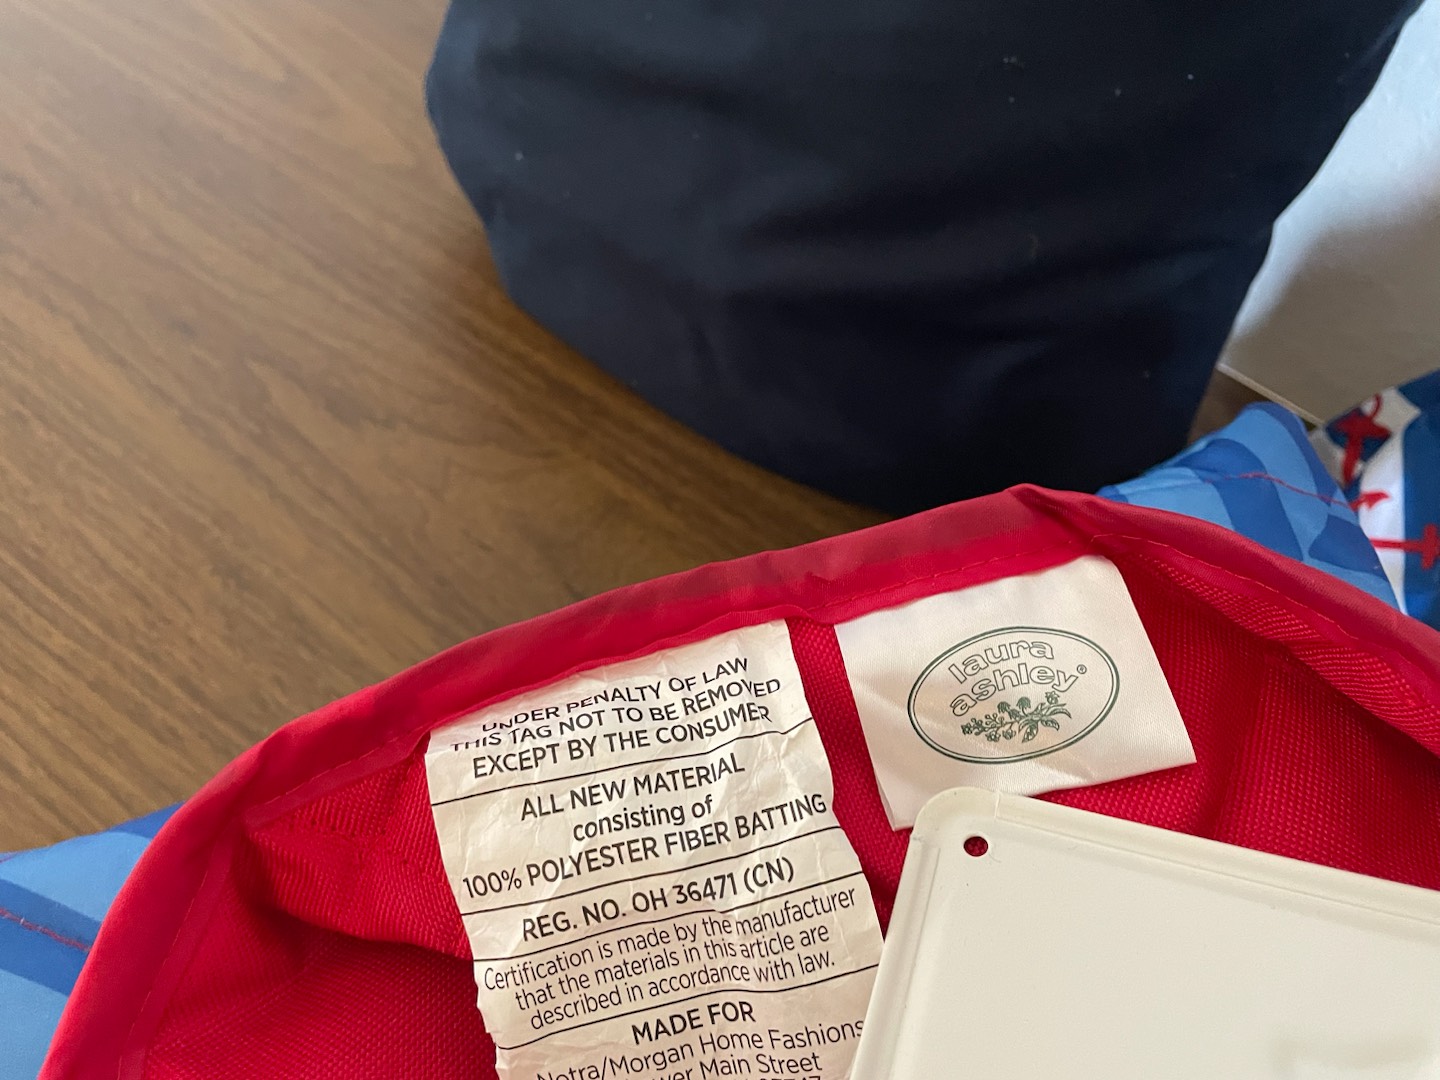 UNDER PENALTY OF LAW
THIS TAG NOT TO BE REMOVED
EXCEPT BY THE CONSUMER
ALL NEW MATERIAL
consisting of
100% POLYESTER FIBER BATTING
REG. NO. OH 36471 (CN)
Certification is made by the manufacturer
that the materials in this article are
described in accordance with law.
MADE FOR
Notra/Morgan Home Fashions
Main Street
laura
ashley®